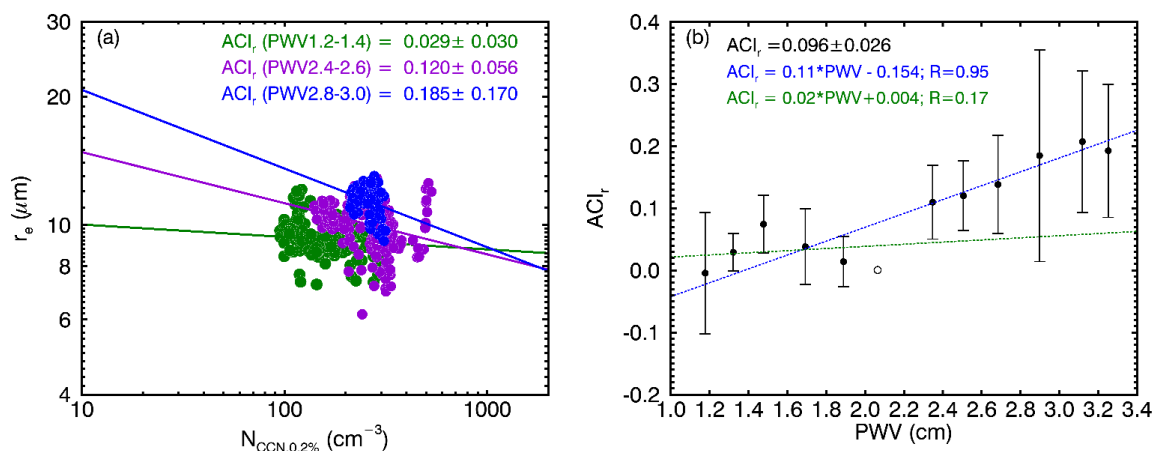 (a)
ACIr (PWV1.2-1.4) = 0.029± 0.030
ACIr (PWV2.4-2.6) = 0.120± 0.056
ACIr (PWV2.8-3.0) = 0.185± 0.170
30
20
10
8
6
4
re (μm)
10 100 1000
NCCN,0.2% (cm⁻³)
(b)
ACIr =0.096±0.026
ACIr = 0.11*PWV - 0.154; R=0.95
ACIr = 0.02*PWV+0.004; R=0.17
0.4
0.3
0.2
0.1
0.0
-0.1
-0.2
ACIr
1.0 1.2 1.4 1.6 1.8 2.0 2.2 2.4 2.6 2.8 3.0 3.2 3.4
PWV (cm)